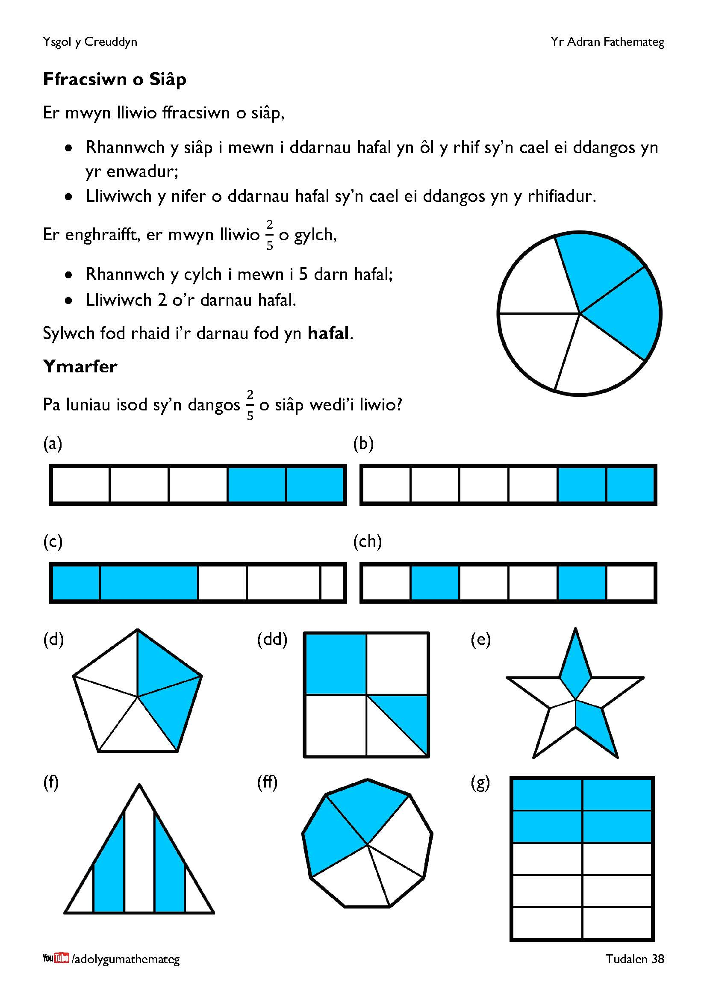 Ysgol y Creuddyn
Yr Adran Fathemateg
Ffracsiwn o Siâp
Er mwyn lliwio ffracsiwn o siâp,
• Rhannwch y siâp i mewn i ddarnau hafal yn ôl y rhif sy’n cael ei ddangos yn
yr enwadur;
• Lliwiwch y nifer o ddarnau hafal sy’n cael ei ddangos yn y rhifiadur.
Er enghraifft, er mwyn lliwio 2/5 o gylch,
• Rhannwch y cylch i mewn i 5 darn hafal;
• Lliwiwch 2 o’r darnau hafal.
Sylwch fod rhaid i’r darnau fod yn hafal.
Ymarfer
Pa luniau isod sy’n dangos 2/5 o siâp wedi’i liwio?
(a)
(b)
(c)
(ch)
(d)
(dd)
(e)
(f)
(ff)
(g)
YouTube/adolygumathemateg
Tudalen 38